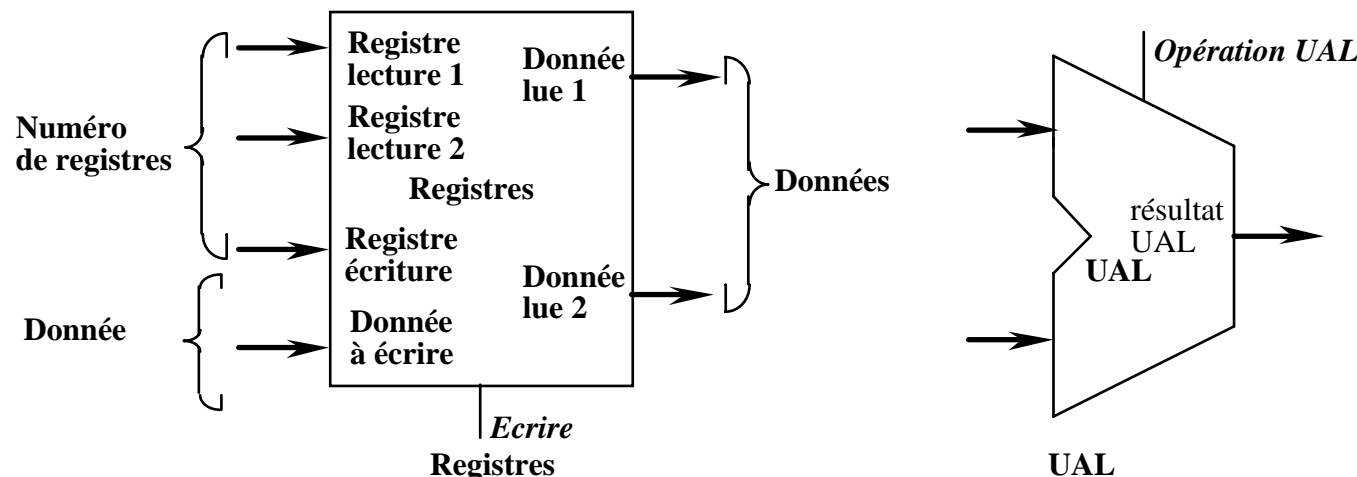 Numéro
de registres
Donnée
Registre
lecture 1
Registre
lecture 2
Registres
Registre
écriture
Donnée
à écrire
Donnée
lue 1
Donnée
lue 2
Données
Ecrire
Registres
Opération UAL
résultat
UAL
UAL
UAL